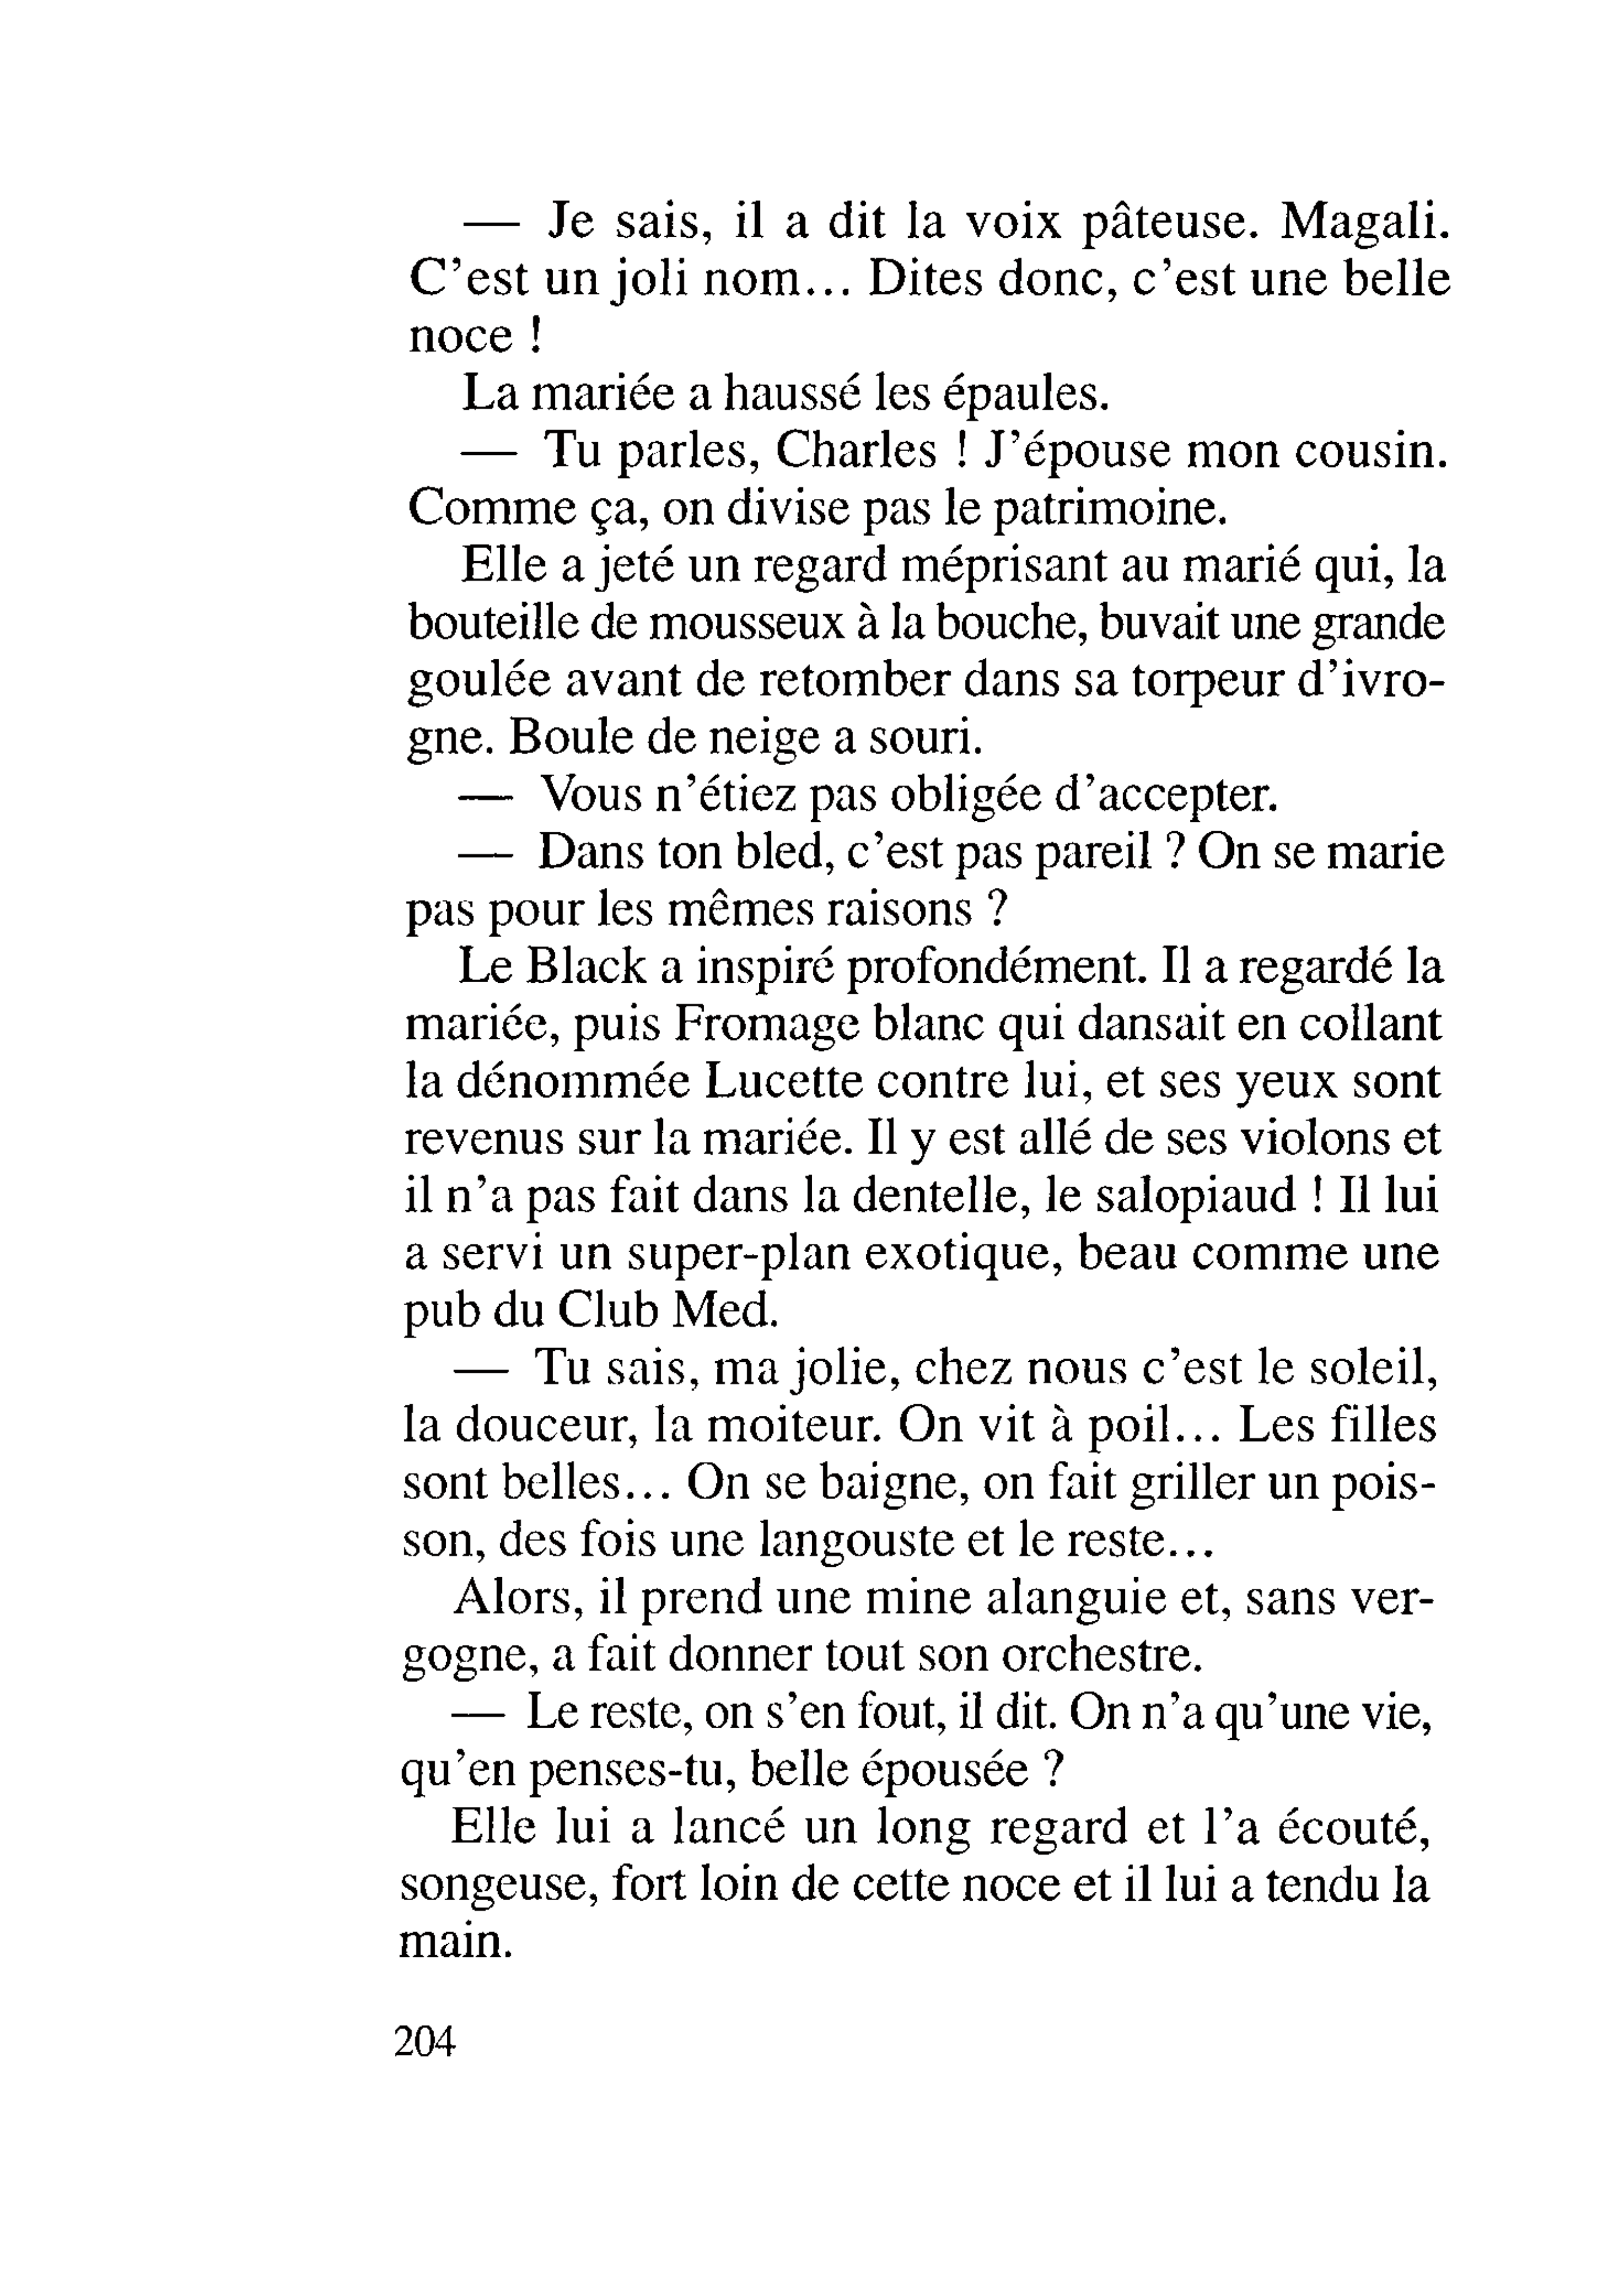 — Je sais, il a dit la voix pâteuse. Magali.
C'est un joli nom... Dites donc, c'est une belle
noce !
La mariée a haussé les épaules.
— Tu parles, Charles ! J'épouse mon cousin.
Comme ça, on divise pas le patrimoine.
Elle a jeté un regard méprisant au marié qui, la
bouteille de mousseux à la bouche, buvait une grande
goulée avant de retomber dans sa torpeur d'ivro-
gne. Boule de neige a souri.
— Vous n'étiez pas obligée d'accepter.
— Dans ton bled, c'est pas pareil ? On se marie
pas pour les mêmes raisons ?
Le Black a inspiré profondément. Il a regardé la
mariée, puis Fromage blanc qui dansait en collant
la dénommée Lucette contre lui, et ses yeux sont
revenus sur la mariée. Il y est allé de ses violons et
il n'a pas fait dans la dentelle, le salopiaud ! Il lui
a servi un super-plan exotique, beau comme une
pub du Club Med.
— Tu sais, ma jolie, chez nous c'est le soleil,
la douceur, la moiteur. On vit à poil... Les filles
sont belles... On se baigne, on fait griller un pois-
son, des fois une langouste et le reste...
Alors, il prend une mine alanguie et, sans ver-
gogne, a fait donner tout son orchestre.
— Le reste, on s'en fout, il dit. On n'a qu'une vie,
qu'en penses-tu, belle épousée ?
Elle lui a lancé un long regard et l'a écouté,
songeuse, fort loin de cette noce et il lui a tendu la
main.
204